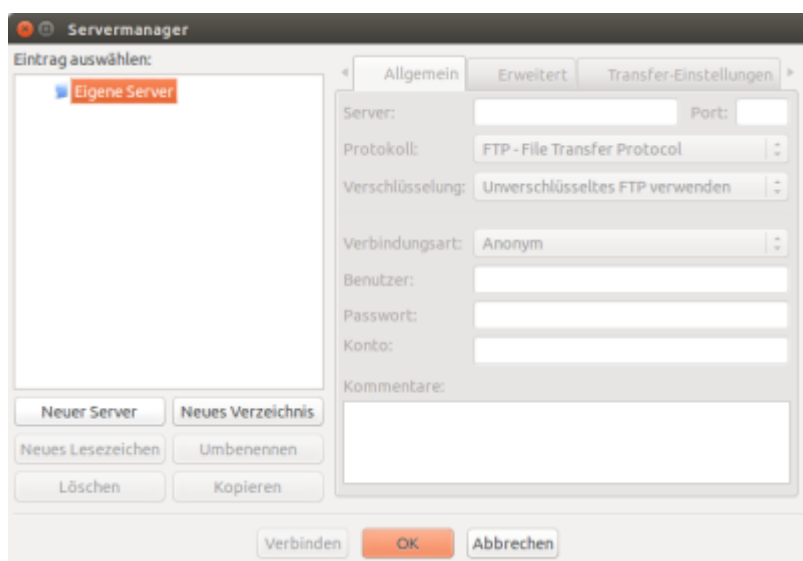 Servermanager
Eintrag auswählen:
Eigene Server
Allgemein
Erweitert
Transfer-Einstellungen
Server:
Port:
Protokoll:
FTP - File Transfer Protocol
Verschlüsselung:
Unverschlüsseltes FTP verwenden
Verbindungsart:
Anonym
Benutzer:
Passwort:
Konto:
Kommentare:
Neuer Server
Neues Verzeichnis
Neues Lesezeichen
Umbenennen
Löschen
Kopieren
Verbinden
OK
Abbrechen